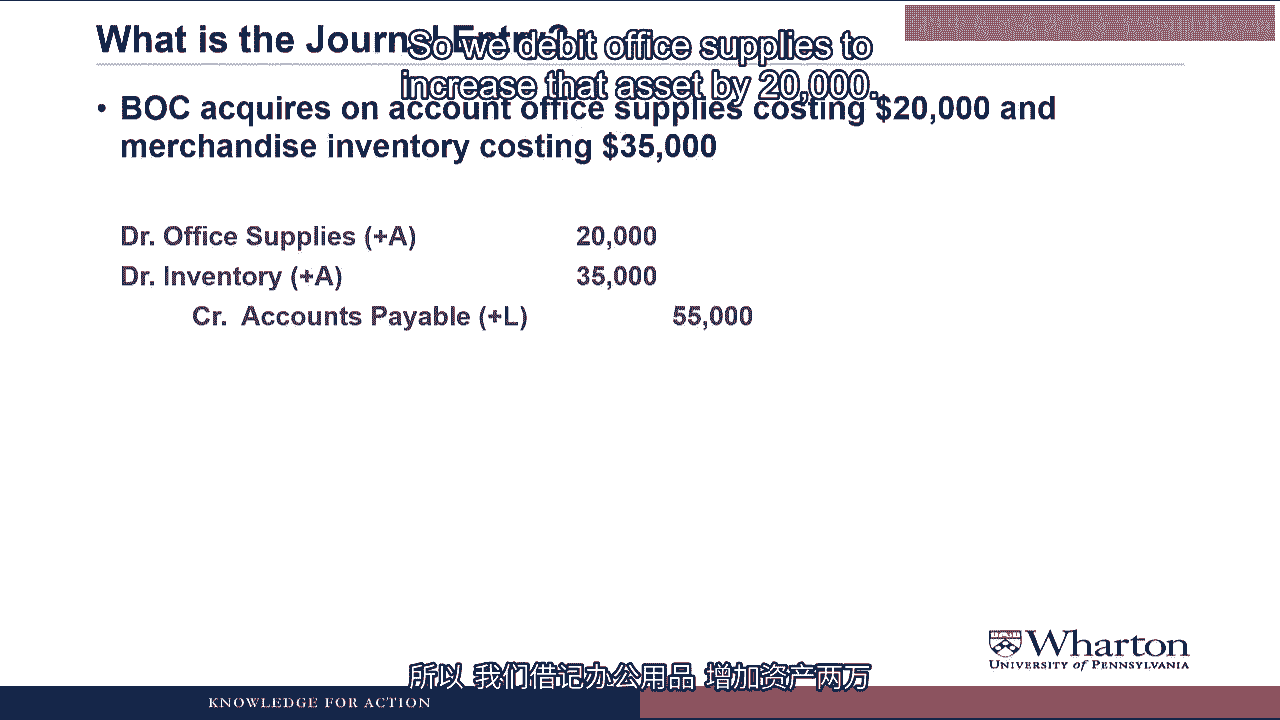 What is the Journal Entry?
So we debit office supplies to
increase that asset by 20,000.
• BOC acquires on account office supplies costing $20,000 and
merchandise inventory costing $35,000
Dr. Office Supplies (+A) 20,000
Dr. Inventory (+A) 35,000
Cr. Accounts Payable (+L) 55,000
Wharton
UNIVERSITY of PENNSYLVANIA
所以 我们借记办公用品 增加资产两万
KNOWLEDGE FOR ACTION